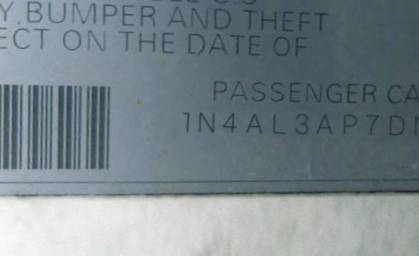 Y, BUMPER AND THEFT
ECT ON THE DATE OF
PASSENGER CA
1N4AL3AP7D